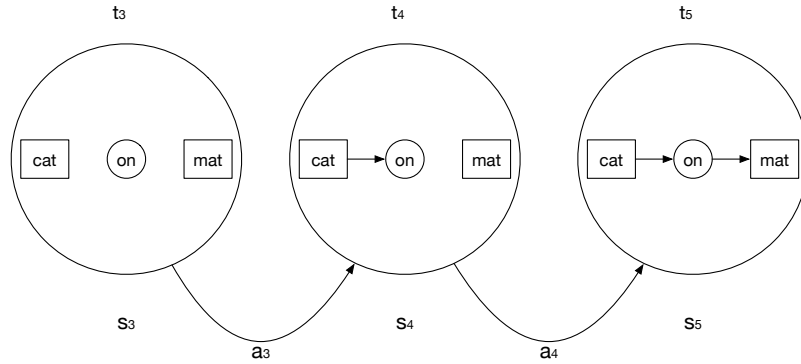 t3 t4 t5
cat on mat cat on mat cat on mat
s3 s4 s5
a3 a4